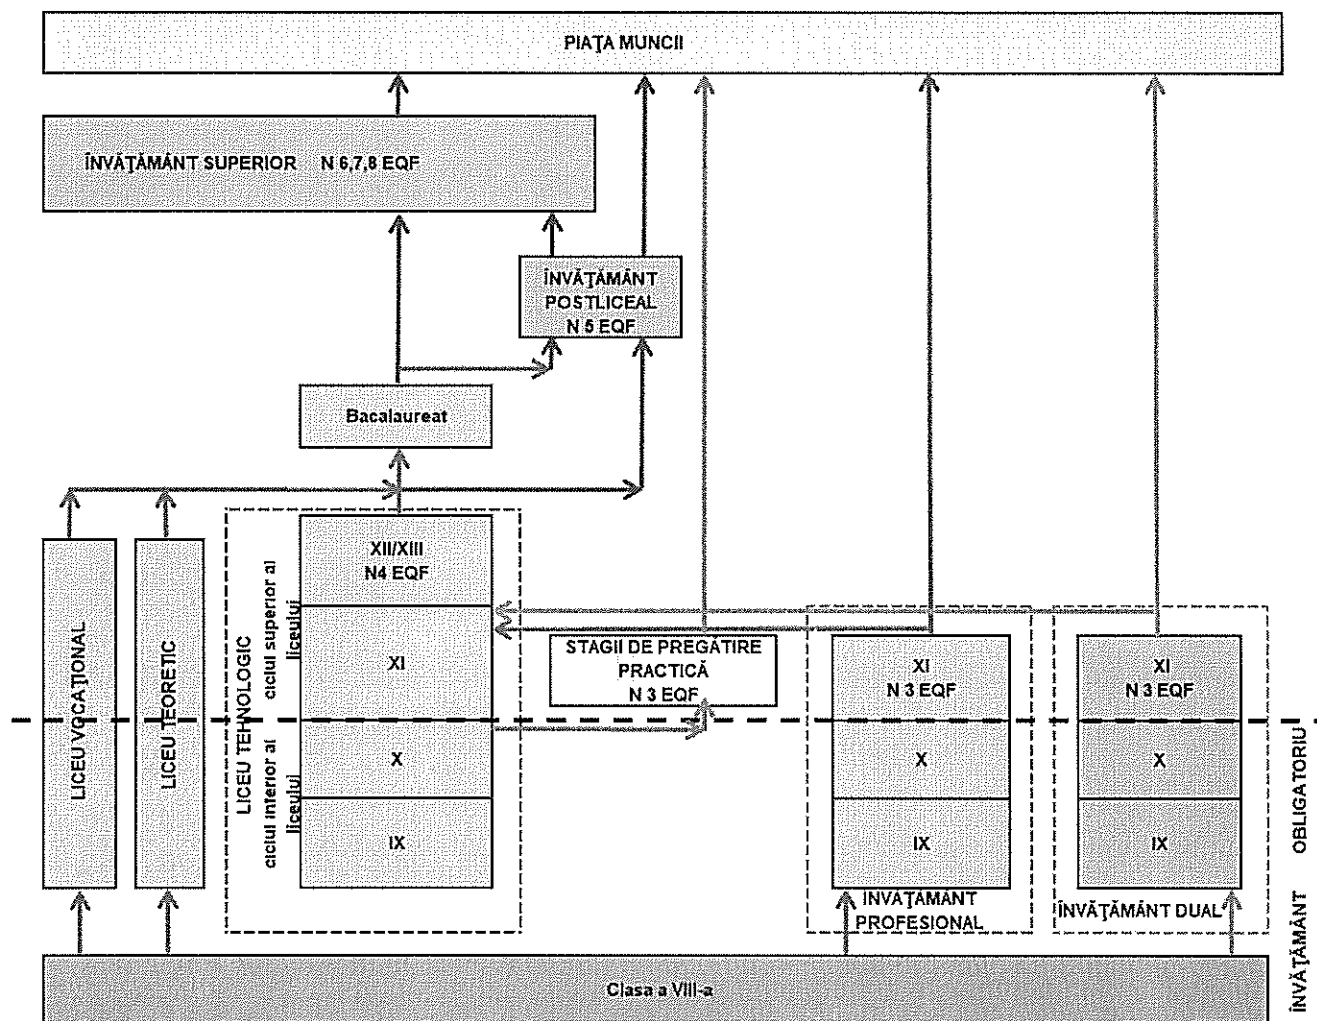 PIAŢA MUNCII
ÎNVĂŢĂMÂNT SUPERIOR N 6,7,8 EQF
ÎNVĂŢĂMÂNT
POSTLICEAL
N 5 EQF
Bacalaureat
LICEU VOCAŢIONAL
LICEU TEORETIC
LICEU TEHNOLOGIC
ciclul superior al
liceului
ciclul inferior al
liceului
XII/XIII
N4 EQF
XI
X
IX
STAGII DE PREGĂTIRE
PRACTICĂ
N 3 EQF
XI
N 3 EQF
X
IX
INVĂŢĂMÂNT
PROFESIONAL
XI
N 3 EQF
X
IX
ÎNVĂŢĂMÂNT DUAL
ÎNVĂŢĂMÂNT OBLIGATORIU
Clasa a VIII-a